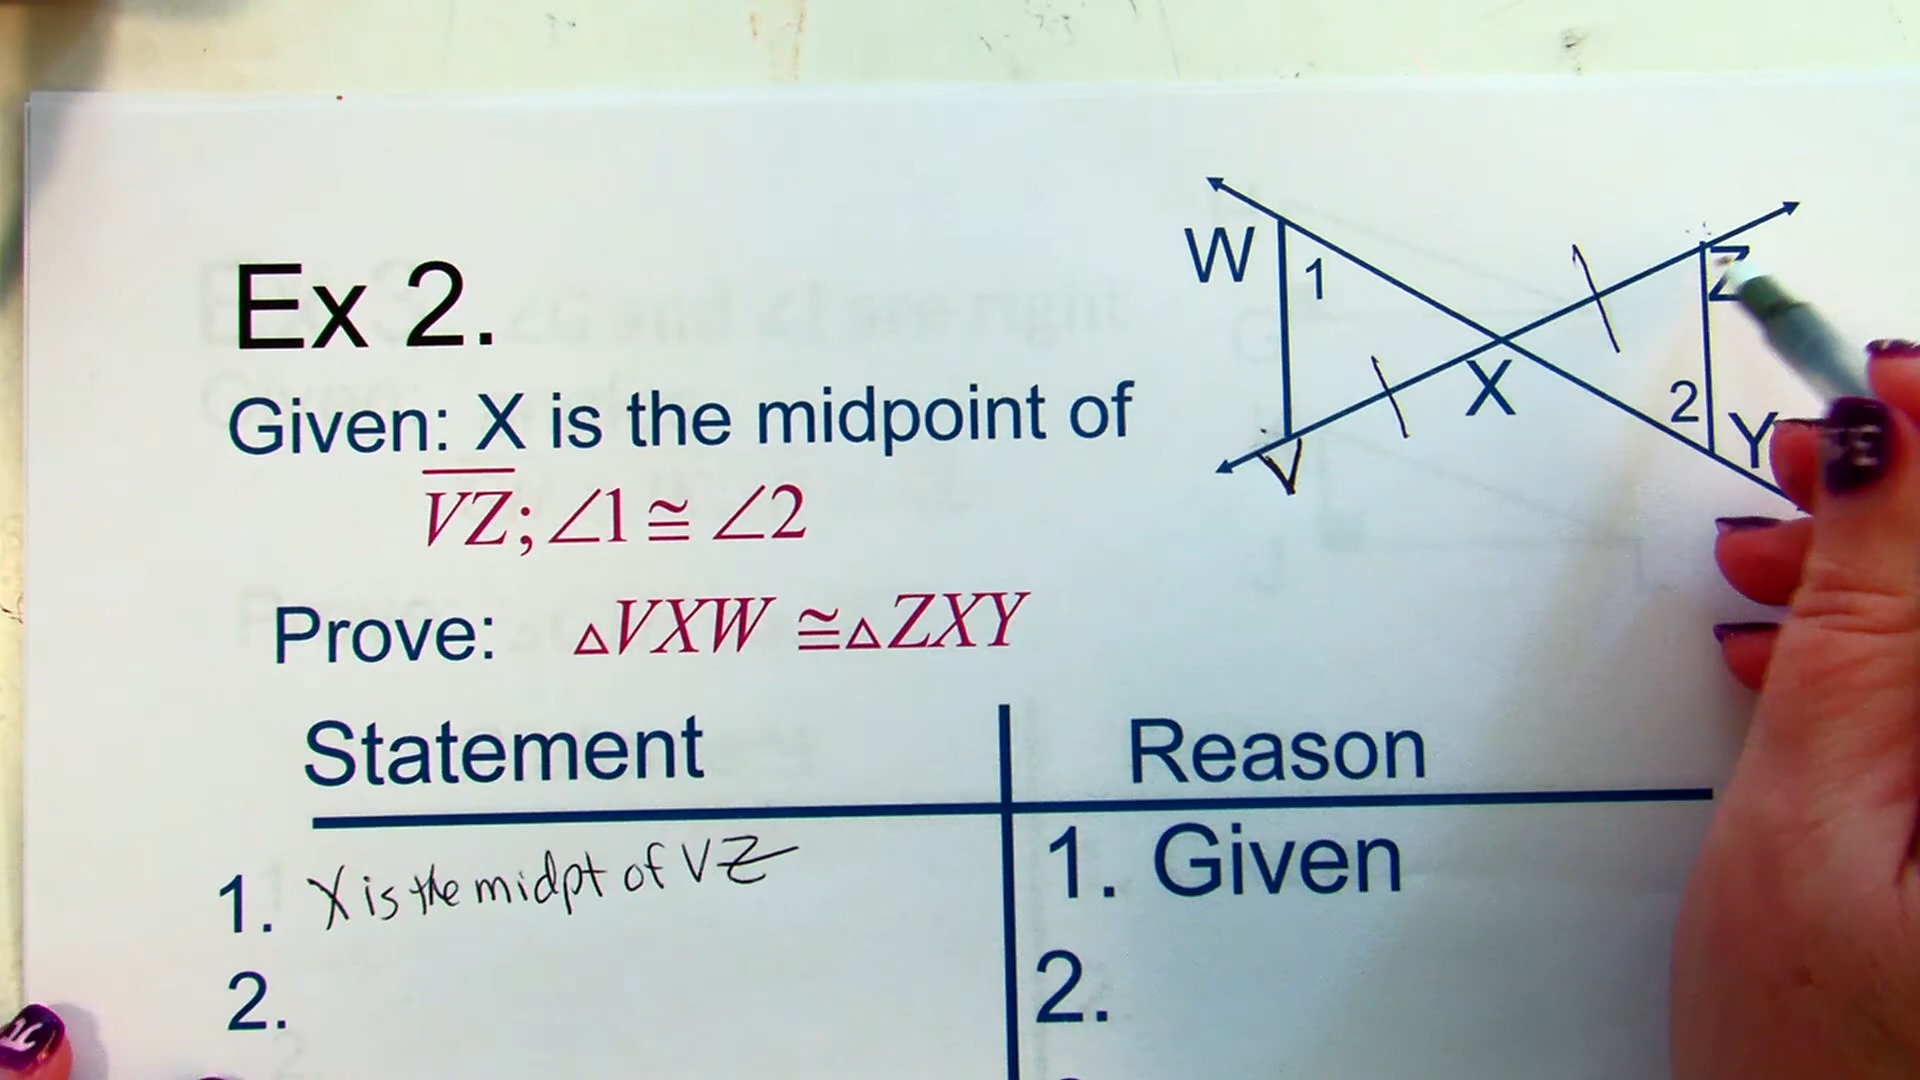 Ex 2.
Given: X is the midpoint of
VZ; ∠1 ≅ ∠2
Prove: △VXW ≅ △ZXY
W
1
Z
X
2
Y
V
Statement
Reason
1. X is the midpt of VZ
1. Given
2.
2.